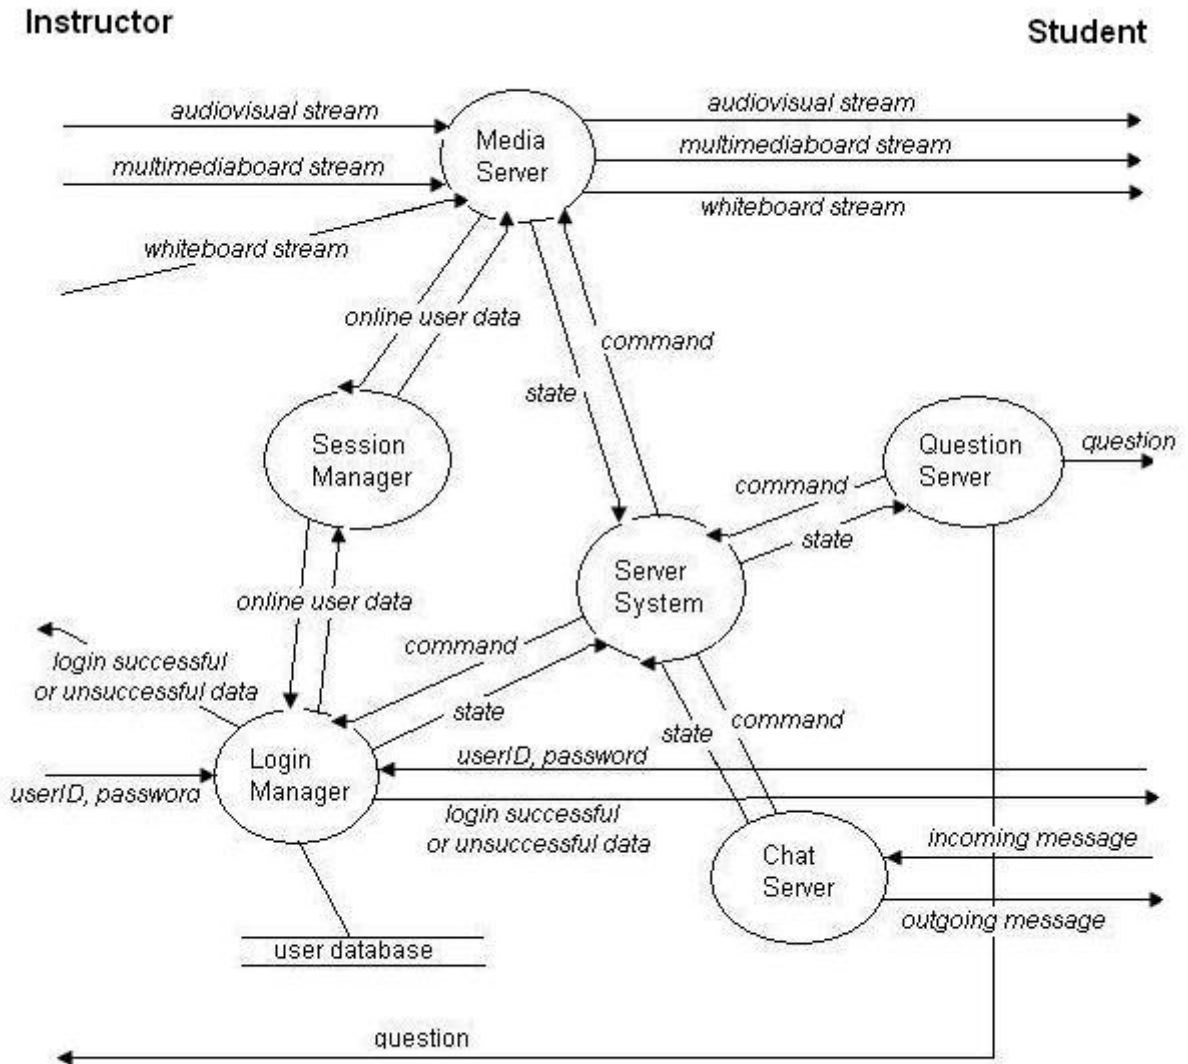 Instructor
Student
audiovisual stream
audiovisual stream
Media
Server
multimediaboard stream
multimediaboard stream
whiteboard stream
whiteboard stream
online user data
command
state
Session
Manager
Question
Server
question
command
state
Server
System
online user data
command
login successful
or unsuccessful data
state
state
command
Login
Manager
userID, password
userID, password
login successful
or unsuccessful data
Chat
Server
incoming message
outgoing message
user database
question